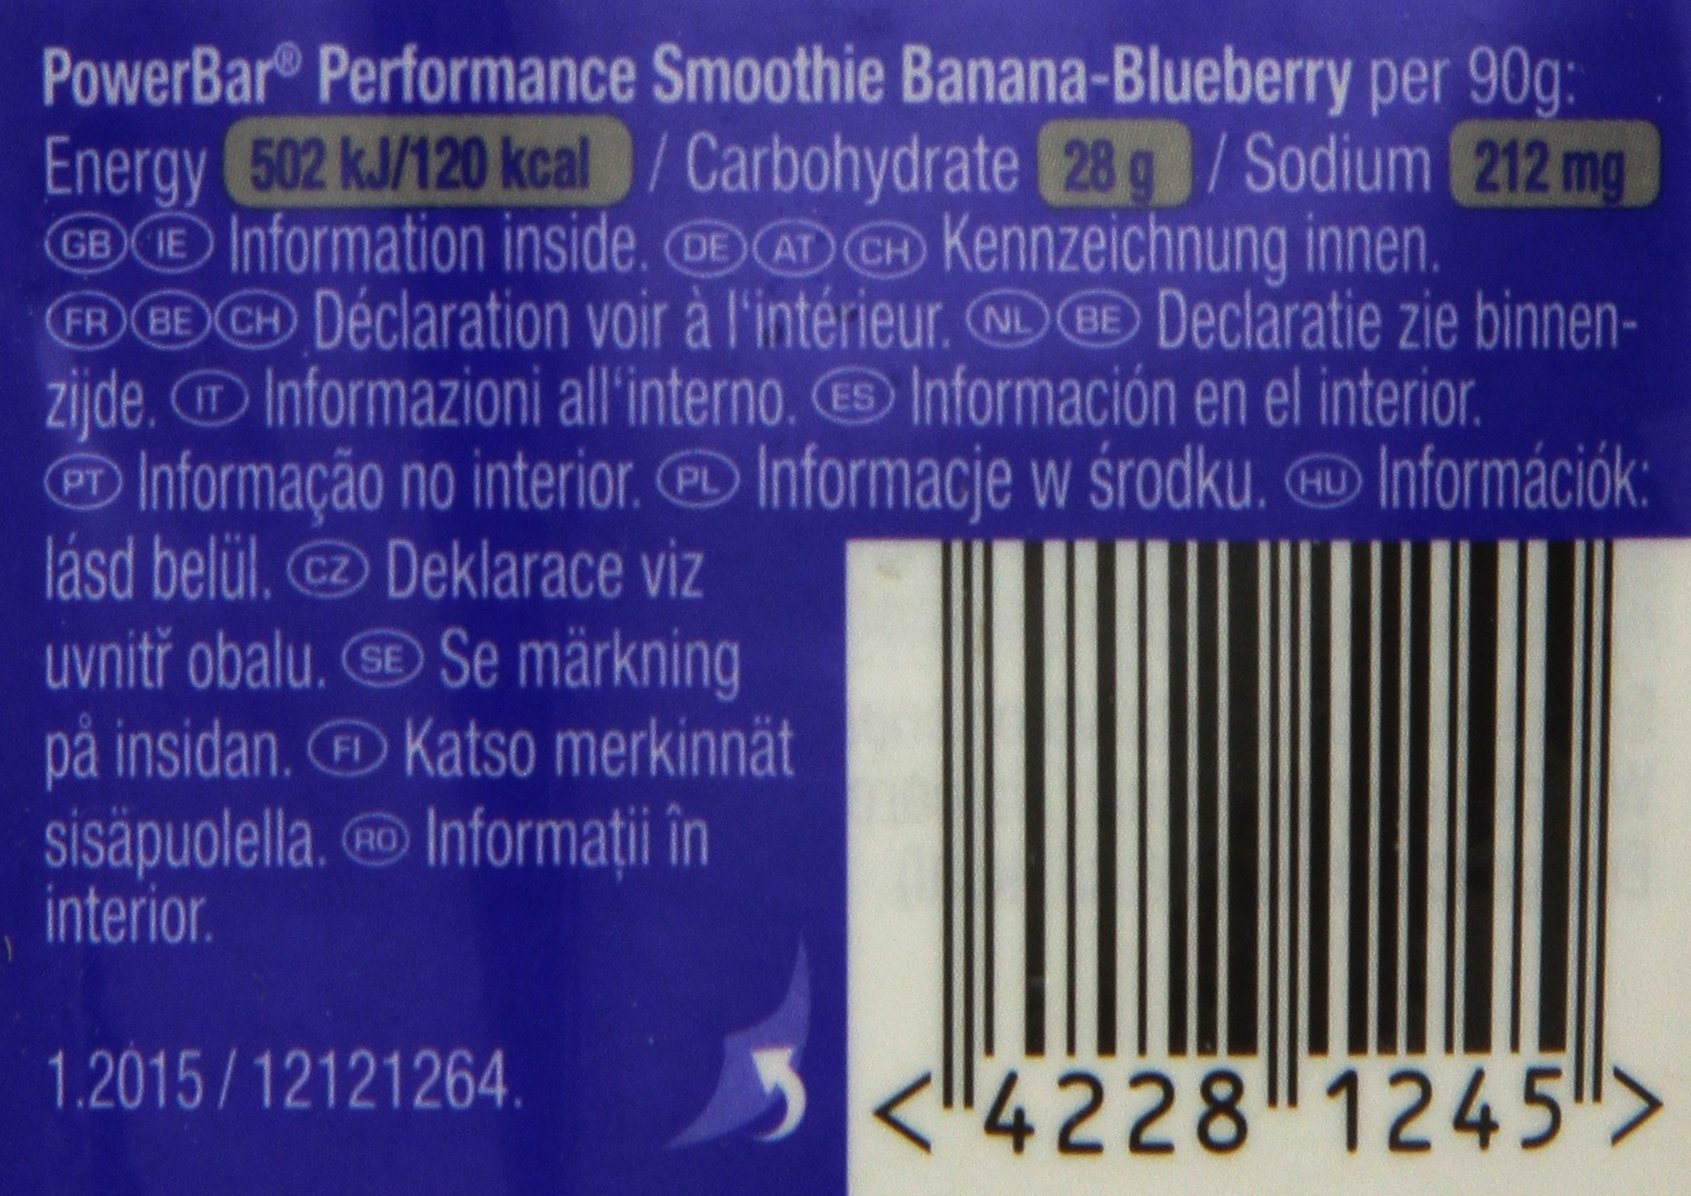 PowerBar® Performance Smoothie Banana-Blueberry per 90g:
Energy 502 kJ/120 kcal / Carbohydrate 28 g / Sodium 212 mg
GB IE Information inside. DE AT CH Kennzeichnung innen.
FR BE CH Déclaration voir à l'intérieur. NL BE Declaratie zie binnen-
zijde. IT Informazioni all'interno. ES Información en el interior.
PT Informação no interior. PL Informacje w środku. HU Információk:
lásd belül. CZ Deklarace viz
uvnitř obalu. SE Se märkning
på insidan. FI Katso merkinnät
sisäpuolella. RO Informaţii în
interior.
1.2015 / 12121264.
<4228 1245>